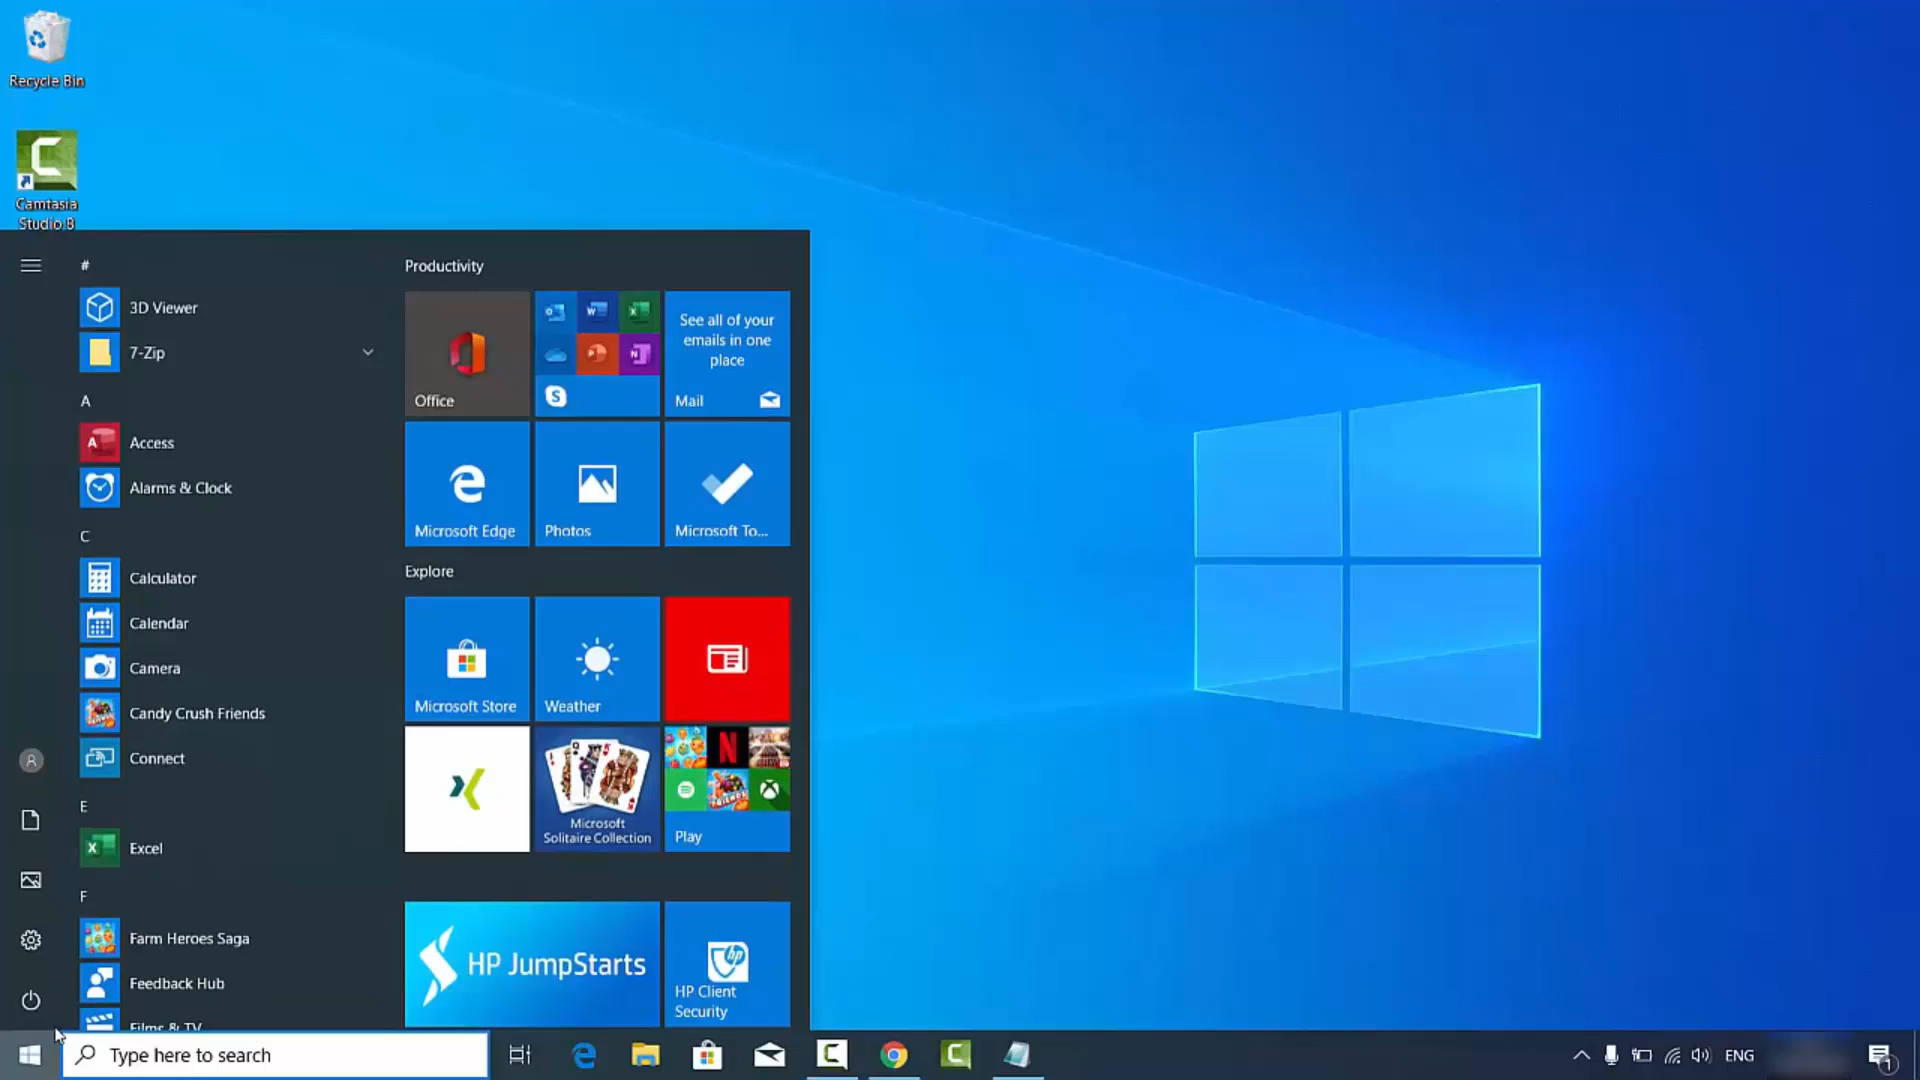 Recycle Bin
Camtasia
Studio 8
#
3D Viewer
7-Zip
A
Access
Alarms & Clock
C
Calculator
Calendar
Camera
Candy Crush Friends
Connect
E
Excel
F
Farm Heroes Saga
Feedback Hub
Films & TV
Productivity
Office
See all of your
emails in one
place
Mail
Microsoft Edge
Photos
Microsoft To...
Explore
Microsoft Store
Weather
Microsoft
Solitaire Collection
Play
HP JumpStarts
HP Client
Security
Type here to search
ENG
1